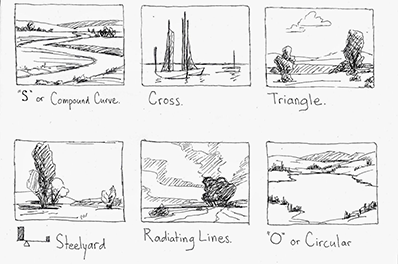 "S" or Compound Curve.
Cross.
Triangle.
Steelyard
Radiating Lines.
"O" or Circular